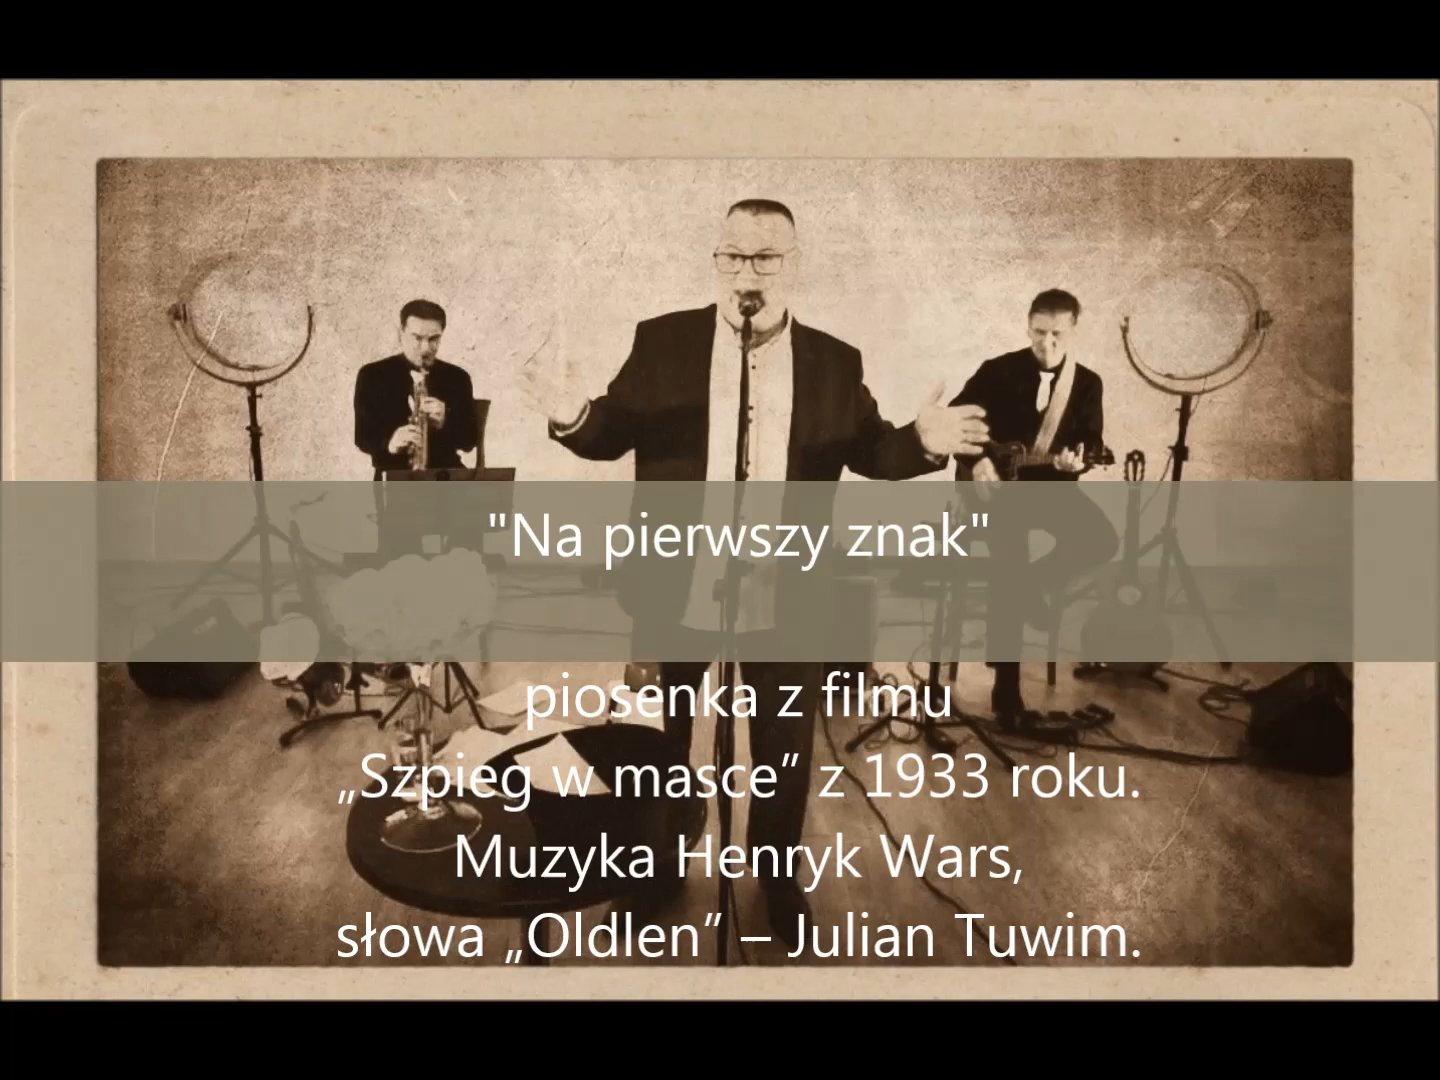 "Na pierwszy znak"
piosenka z filmu
„Szpieg w masce” z 1933 roku.
Muzyka Henryk Wars,
słowa „Oldlen” – Julian Tuwim.